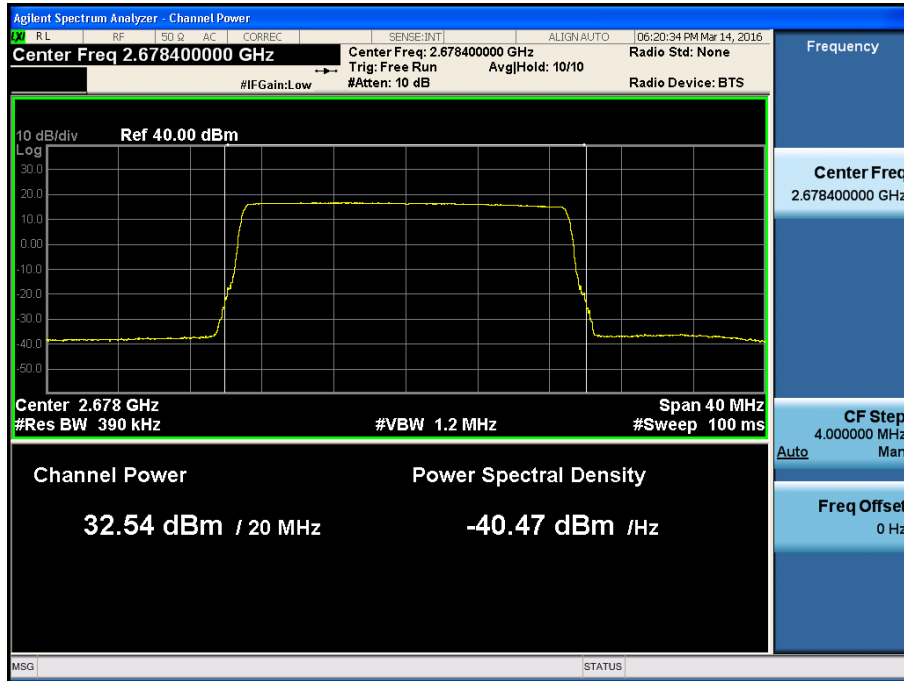 Agilent Spectrum Analyzer - Channel Power
LXI RL RF 50 Ω AC CORREC SENSE:INT ALIGN AUTO 06:20:34 PM Mar 14, 2016
Center Freq 2.678400000 GHz
Center Freq: 2.678400000 GHz
Radio Std: None
Trig: Free Run
Avg|Hold: 10/10
#IFGain:Low
#Atten: 10 dB
Radio Device: BTS
10 dB/div
Ref 40.00 dBm
Log
30.0
20.0
10.0
0.00
-10.0
-20.0
-30.0
-40.0
-50.0
Center 2.678 GHz
Span 40 MHz
#Res BW 390 kHz
#VBW 1.2 MHz
#Sweep 100 ms
Channel Power
Power Spectral Density
32.54 dBm / 20 MHz
-40.47 dBm /Hz
MSG
STATUS
Frequency
Center Freq
2.678400000 GHz
CF Step
4.000000 MHz
Auto Man
Freq Offset
0 Hz